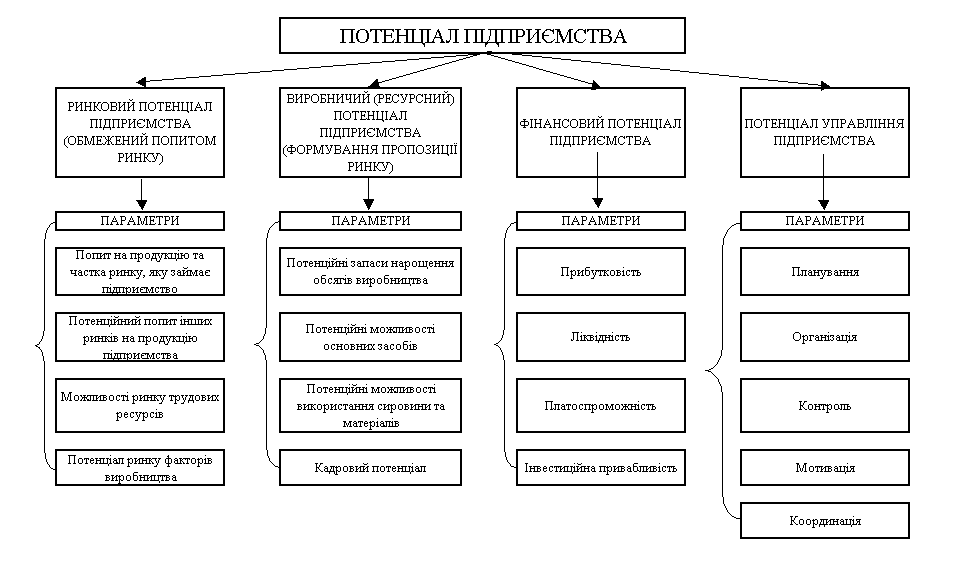 ПОТЕНЦІАЛ ПІДПРИЄМСТВА
РИНКОВИЙ ПОТЕНЦІАЛ
ПІДПРИЄМСТВА
(ОБМЕЖЕНИЙ ПОПИТОМ
РИНКУ)
ВИРОБНИЧИЙ (РЕСУРСНИЙ)
ПОТЕНЦІАЛ
ПІДПРИЄМСТВА
(ФОРМУВАННЯ ПРОПОЗИЦІЇ
РИНКУ)
ФІНАНСОВИЙ ПОТЕНЦІАЛ
ПІДПРИЄМСТВА
ПОТЕНЦІАЛ УПРАВЛІННЯ
ПІДПРИЄМСТВА
ПАРАМЕТРИ
Попит на продукцію та
частка ринку, яку займає
підприємство
Потенційний попит інших
ринків на продукцію
підприємства
Можливості ринку трудових
ресурсів
Потенціал ринку факторів
виробництва
ПАРАМЕТРИ
Потенційні запаси нарощення
обсягів виробництва
Потенційні можливості
основних засобів
Потенційні можливості
використання сировини та
матеріалів
Кадровий потенціал
ПАРАМЕТРИ
Прибутковість
Ліквідність
Платоспроможність
Інвестиційна привабливість
ПАРАМЕТРИ
Планування
Організація
Контроль
Мотивація
Координація